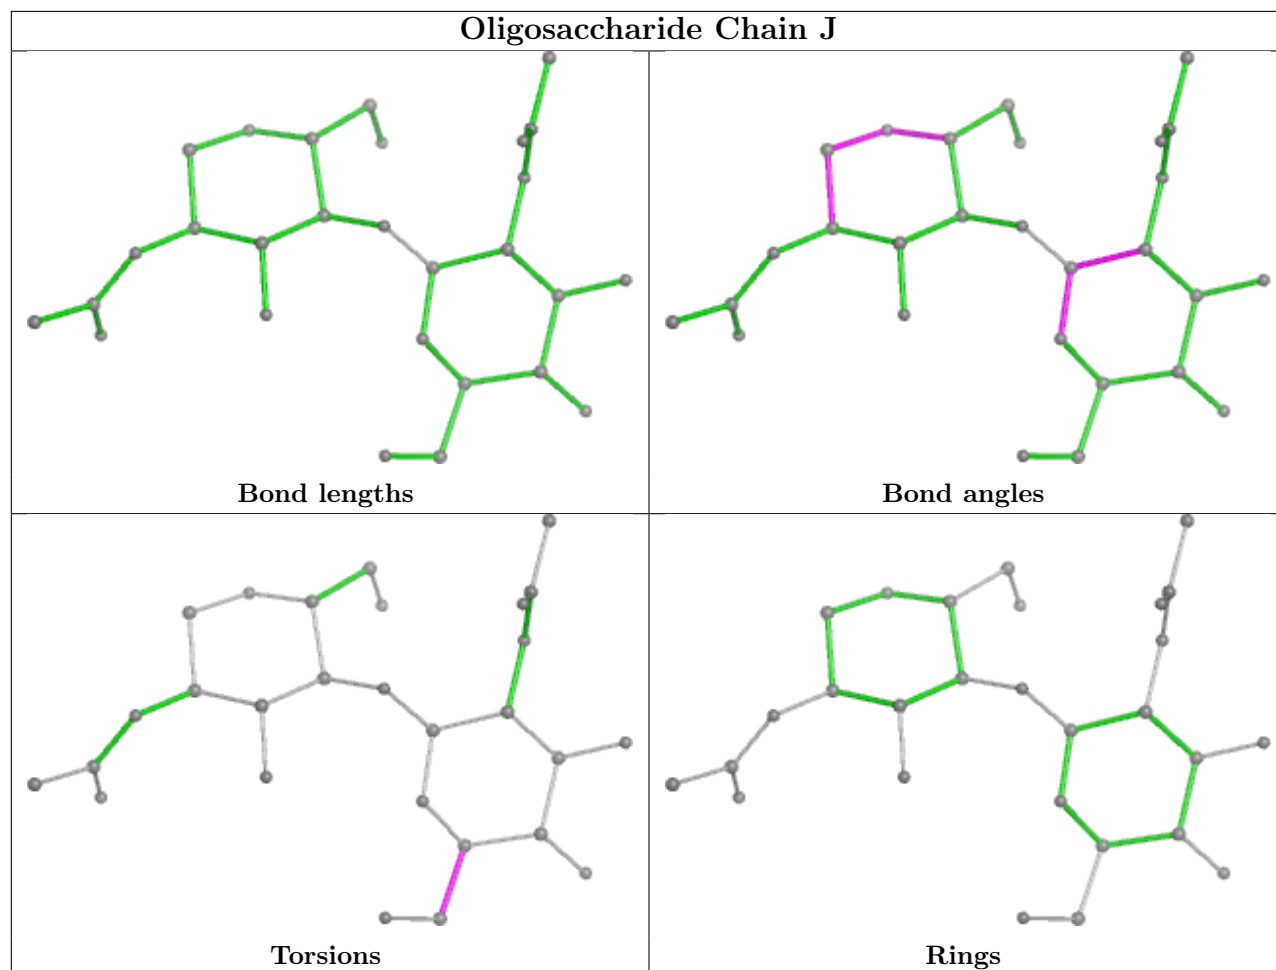 Oligosaccharide Chain J
Bond lengths
Bond angles
Torsions
Rings